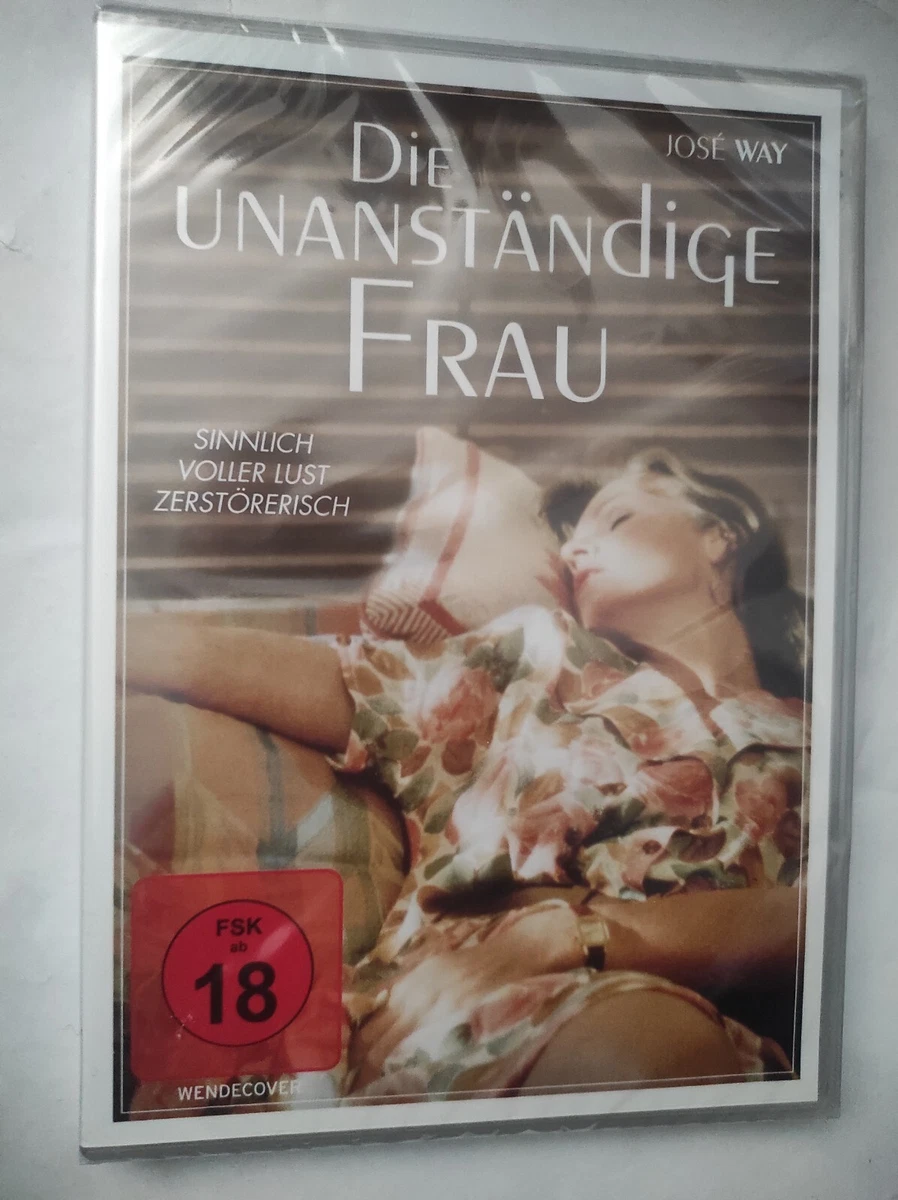 JOSÉ WAY
DiE
UNANSTÄNdigE
FRAU
SINNLICH
VOLLER LUST
ZERSTÖRERISCH
FSK
ab
18
WENDECOVER